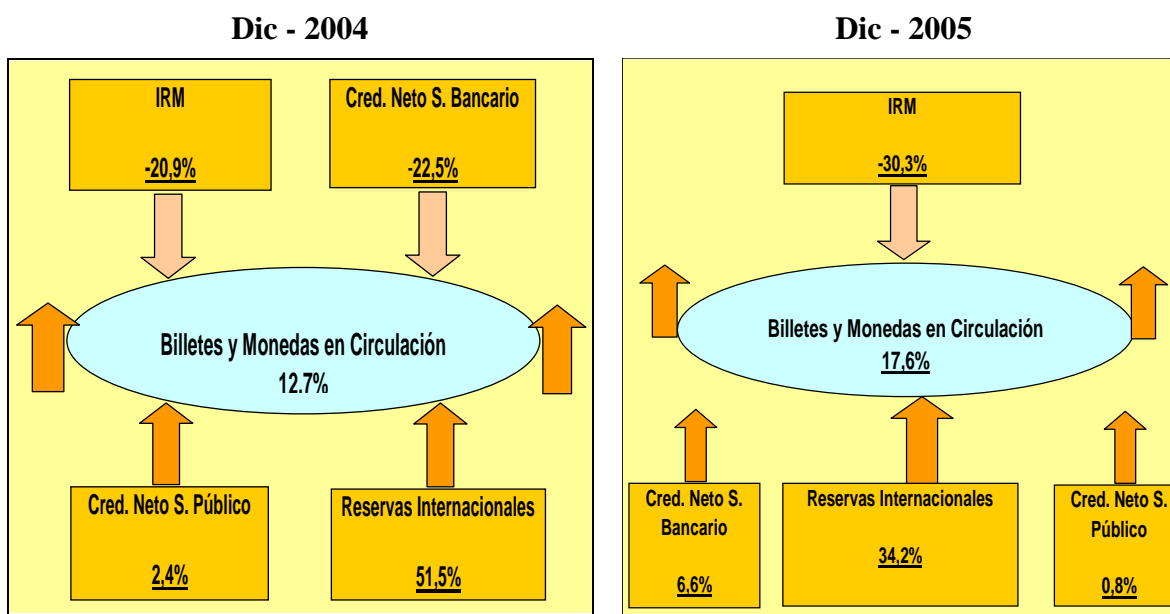 Dic - 2004
IRM
-20,9%
Cred. Neto S. Bancario
-22,5%
Billetes y Monedas en Circulación
12.7%
Cred. Neto S. Público
2,4%
Reservas Internacionales
51,5%
Dic - 2005
IRM
-30,3%
Billetes y Monedas en Circulación
17,6%
Cred. Neto S.
Bancario
6,6%
Reservas Internacionales
34,2%
Cred. Neto S.
Público
0,8%